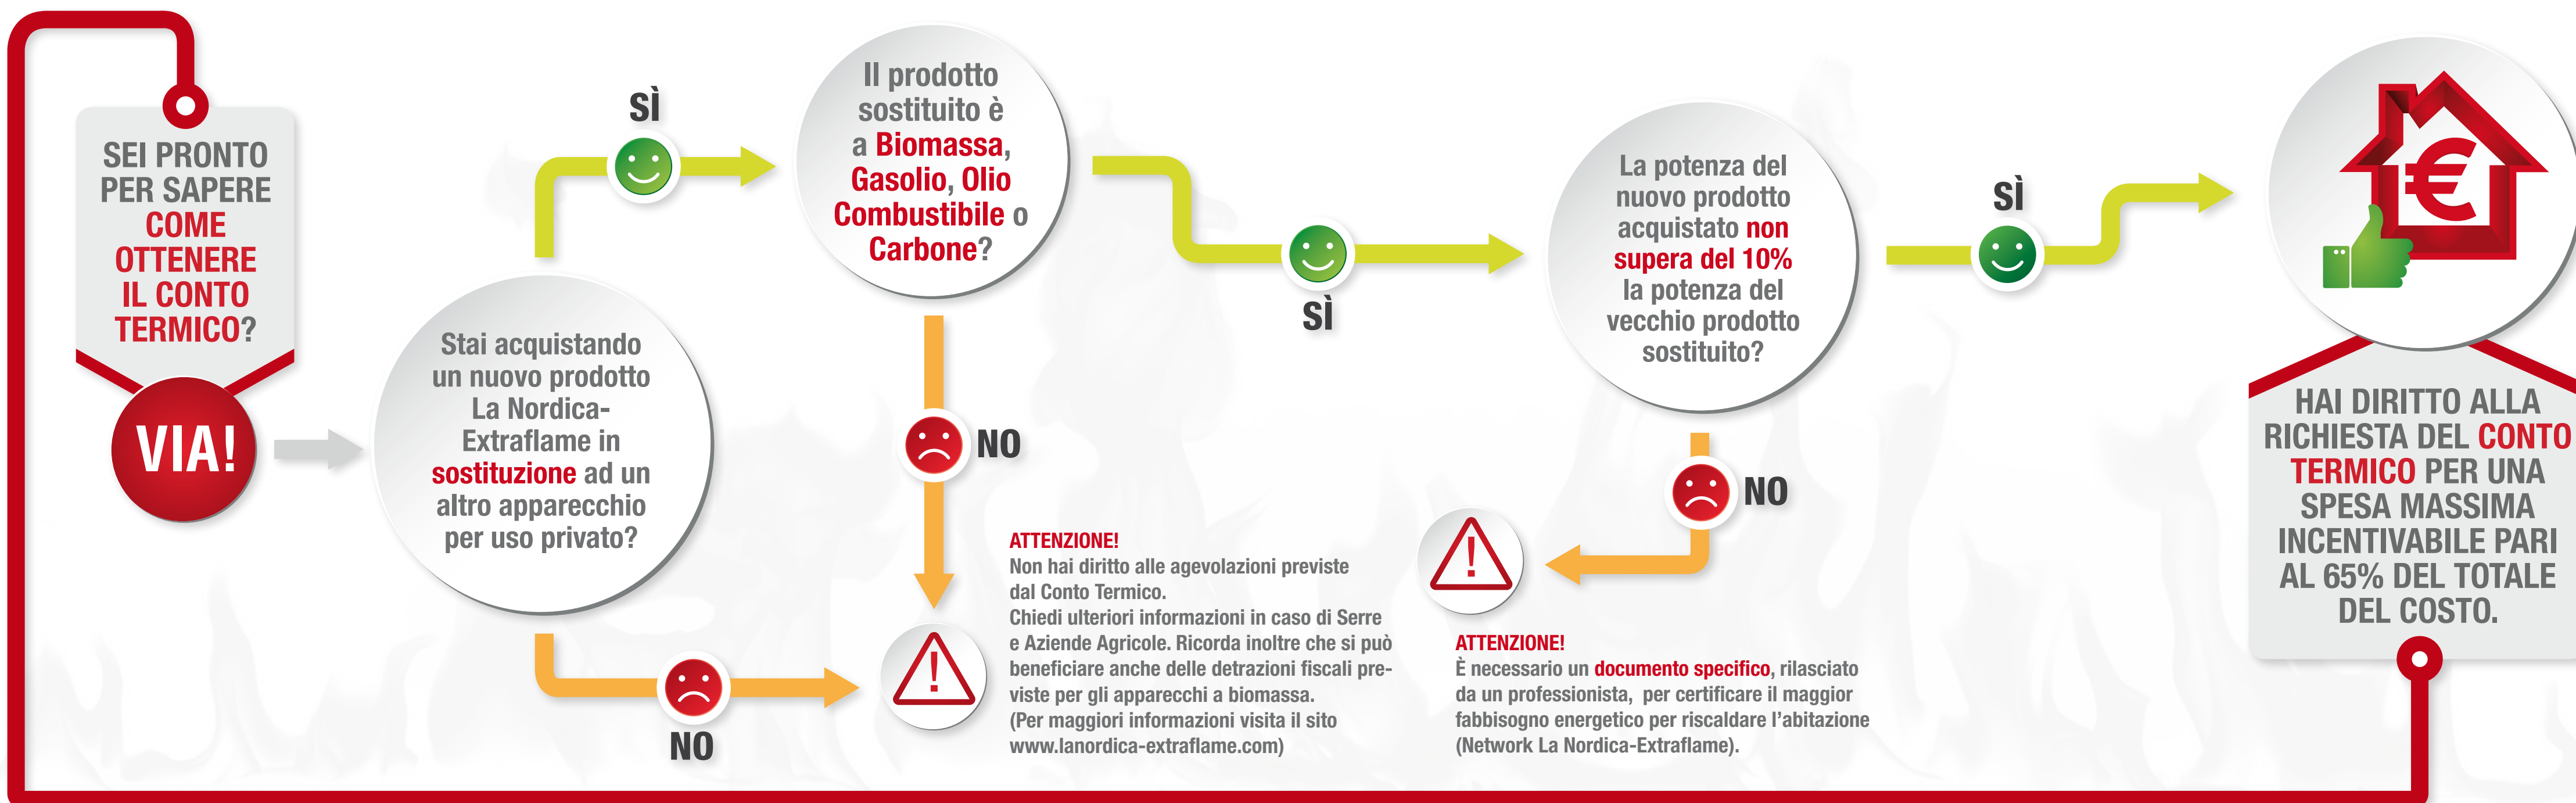 SEI PRONTO
PER SAPERE
COME
OTTENERE
IL CONTO
TERMICO?
VIA!
Stai acquistando
un nuovo prodotto
La Nordica-
Extraflame in
sostituzione ad un
altro apparecchio
per uso privato?
SÌ
NO
Il prodotto
sostituito è
a Biomassa,
Gasolio, Olio
Combustibile o
Carbone?
SÌ
NO
ATTENZIONE!
Non hai diritto alle agevolazioni previste
dal Conto Termico.
Chiedi ulteriori informazioni in caso di Serre
e Aziende Agricole. Ricorda inoltre che si può
beneficiare anche delle detrazioni fiscali pre-
viste per gli apparecchi a biomassa.
(Per maggiori informazioni visita il sito
www.lanordica-extraflame.com)
La potenza del
nuovo prodotto
acquistato non
supera del 10%
la potenza del
vecchio prodotto
sostituito?
SÌ
NO
ATTENZIONE!
È necessario un documento specifico, rilasciato
da un professionista, per certificare il maggior
fabbisogno energetico per riscaldare l'abitazione
(Network La Nordica-Extraflame).
€
HAI DIRITTO ALLA
RICHIESTA DEL CONTO
TERMICO PER UNA
SPESA MASSIMA
INCENTIVABILE PARI
AL 65% DEL TOTALE
DEL COSTO.